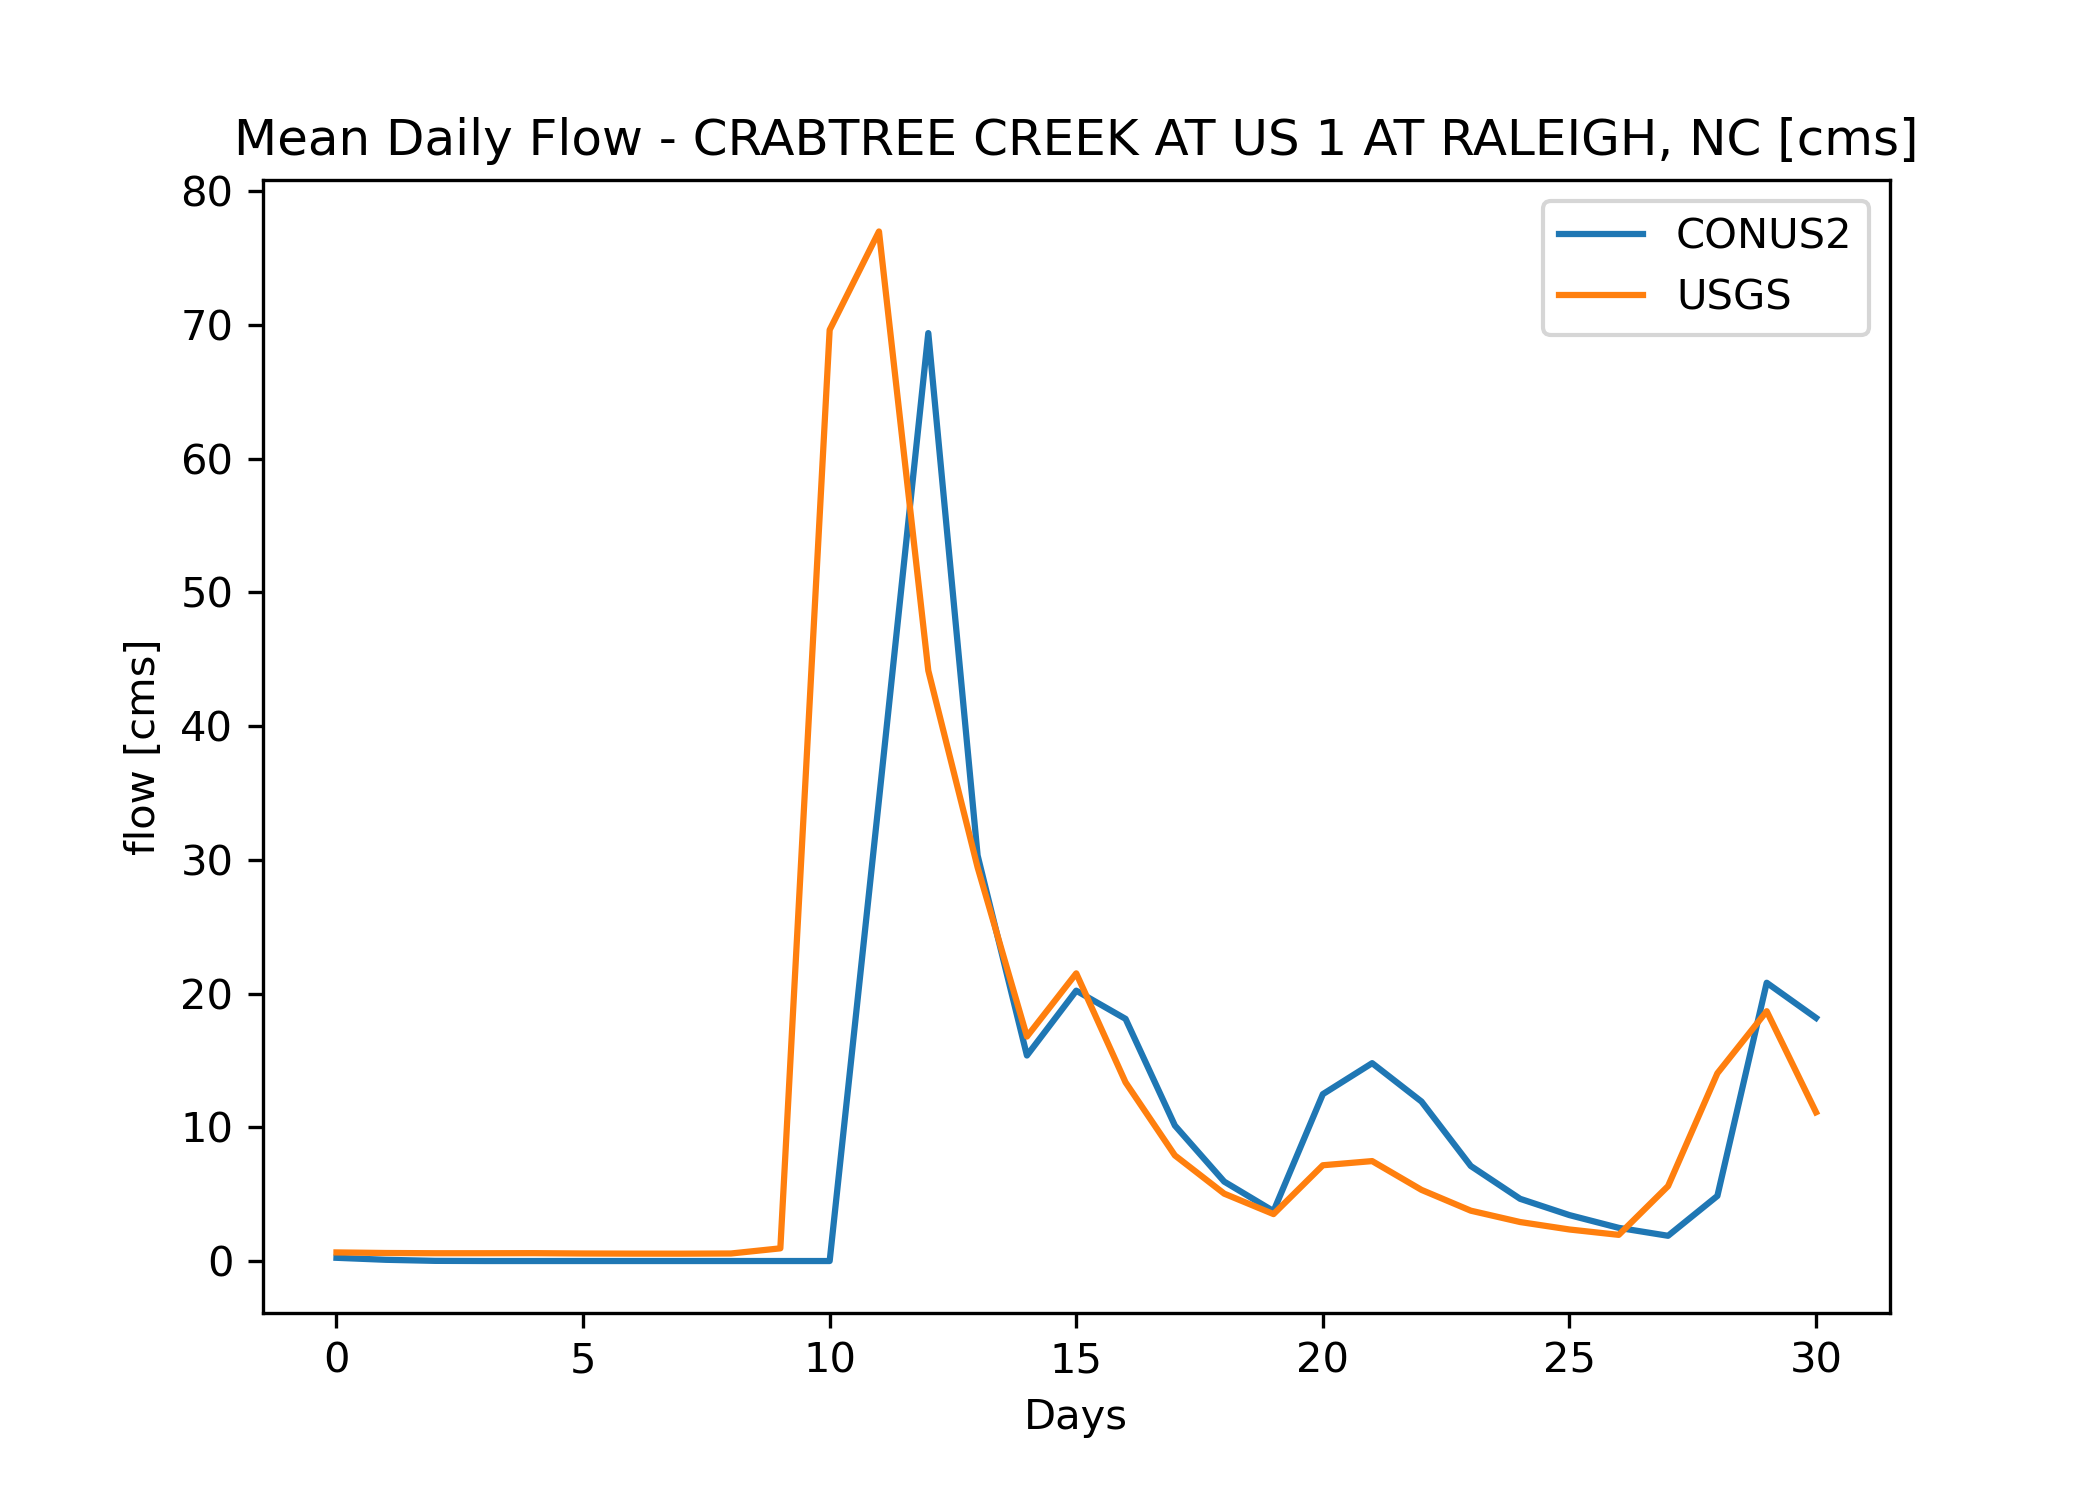 Mean Daily Flow - CRABTREE CREEK AT US 1 AT RALEIGH, NC [cms]
CONUS2
USGS
80
70
60
50
40
30
20
10
0
flow [cms]
0 5 10 15 20 25 30
Days